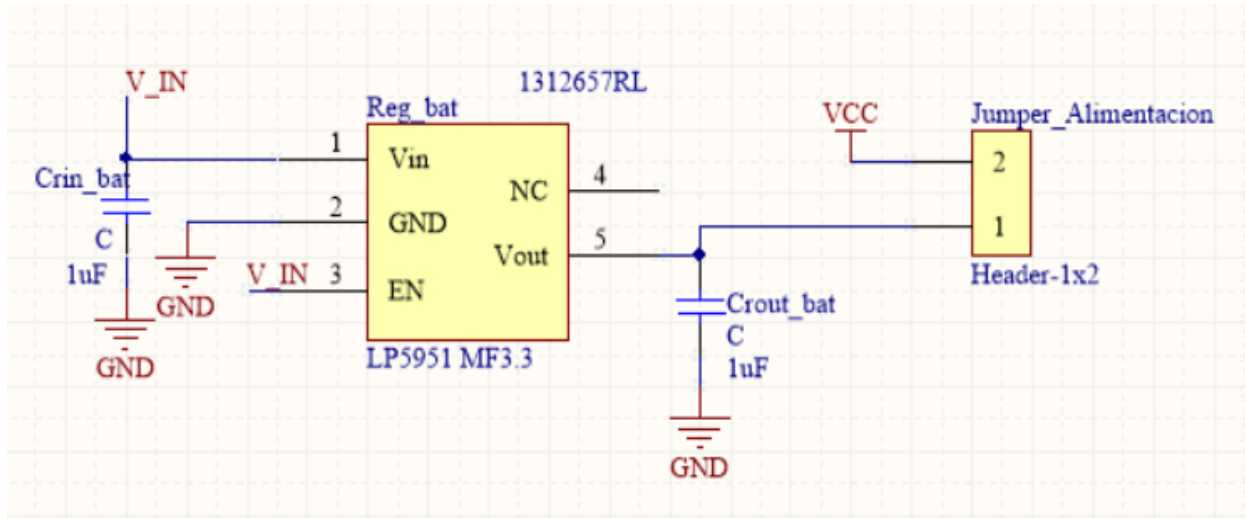 V_IN
Crin_bat
C
1uF
GND
GND
V_IN
Reg_bat
1312657RL
1
Vin
2
GND
3
EN
NC
4
Vout
5
LP5951 MF3.3
Crout_bat
C
1uF
GND
VCC
Jumper_Alimentacion
2
1
Header-1x2